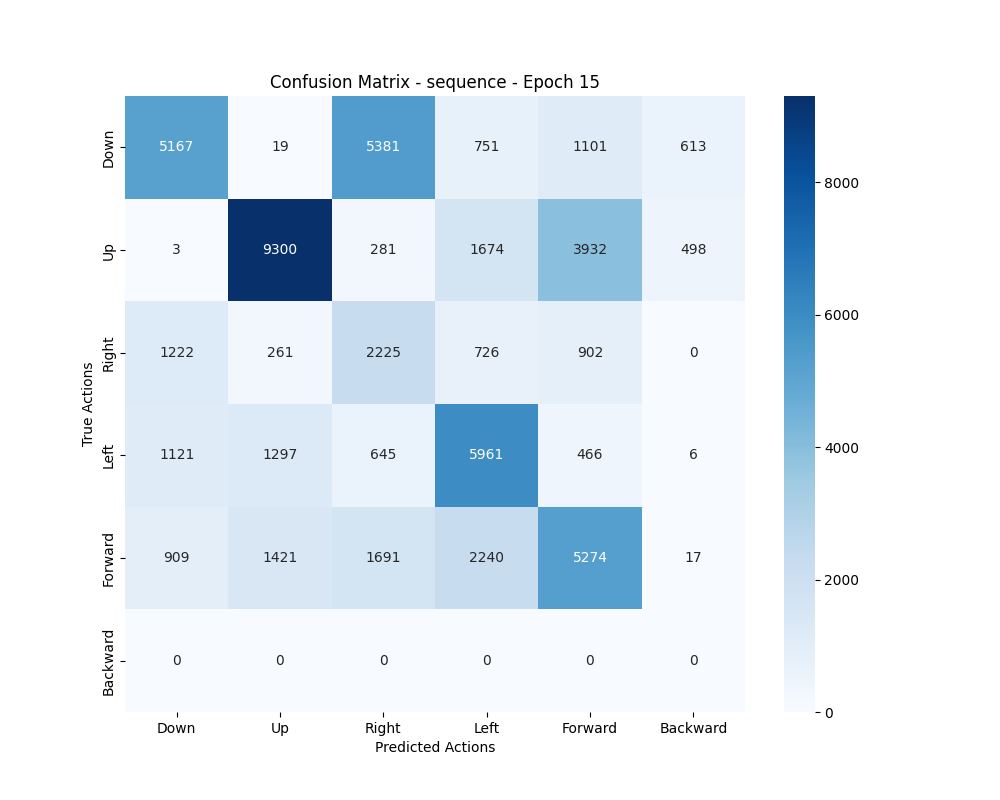 Confusion Matrix - sequence - Epoch 15
True Actions
Down 5167 19 5381 751 1101 613
Up 3 9300 281 1674 3932 498
Right 1222 261 2225 726 902 0
Left 1121 1297 645 5961 466 6
Forward 909 1421 1691 2240 5274 17
Backward 0 0 0 0 0 0
Down Up Right Left Forward Backward
Predicted Actions
8000
6000
4000
2000
0